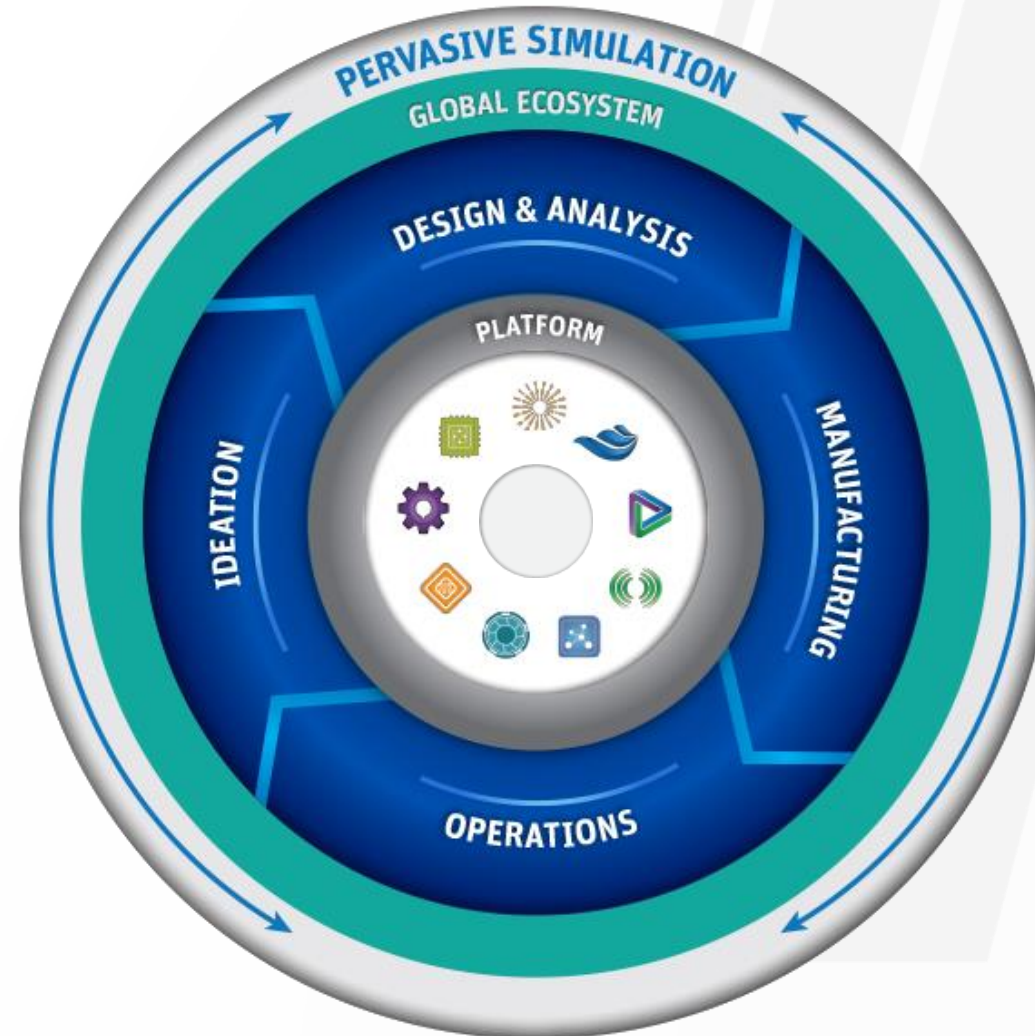 PERVASIVE SIMULATION
GLOBAL ECOSYSTEM
DESIGN & ANALYSIS
PLATFORM
IDEATION
MANUFACTURING
OPERATIONS